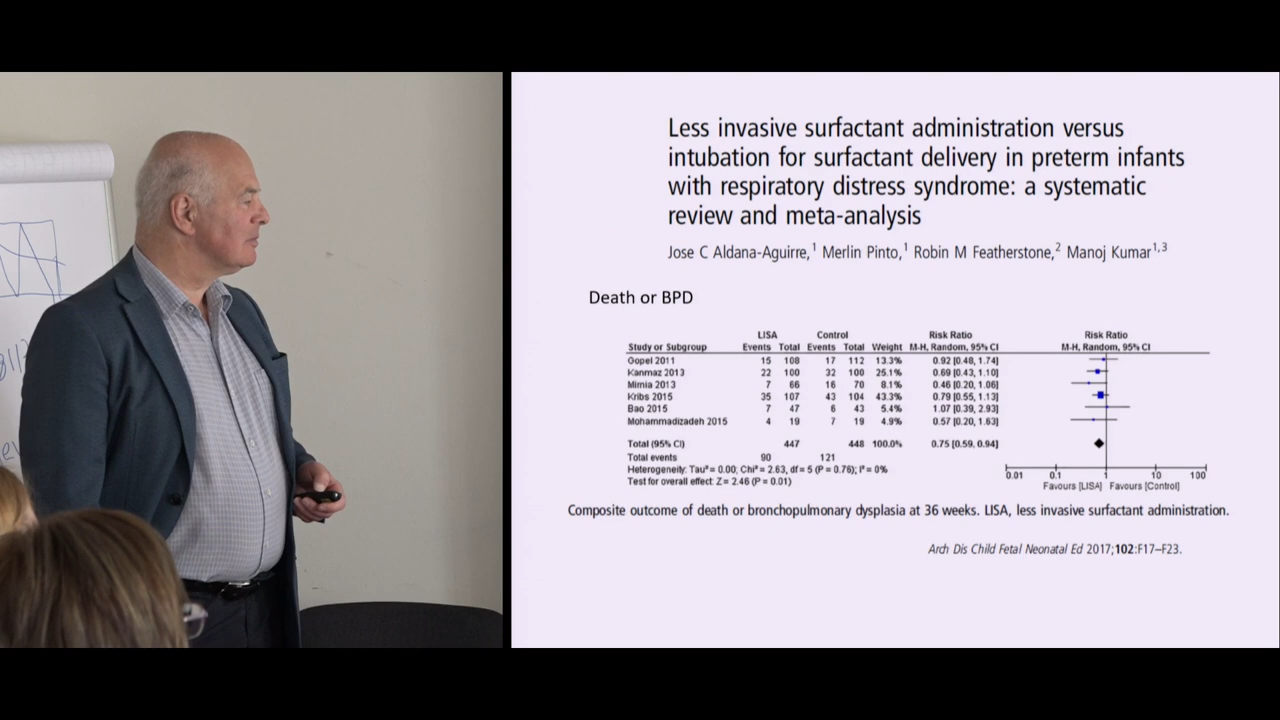 Less invasive surfactant administration versus
intubation for surfactant delivery in preterm infants
with respiratory distress syndrome: a systematic
review and meta-analysis
Jose C Aldana-Aguirre,1 Merlin Pinto,1 Robin M Featherstone,2 Manoj Kumar1,3
Death or BPD
LISA Control Risk Ratio Risk Ratio
Study or Subgroup Events Total Events Total Weight M-H, Random, 95% CI M-H, Random, 95% CI
Gopel 2011 15 108 17 112 13.3% 0.92 [0.48, 1.74]
Kanmaz 2013 22 100 32 100 25.1% 0.69 [0.43, 1.10]
Mirnia 2013 7 66 16 70 8.1% 0.46 [0.20, 1.06]
Kribs 2015 35 107 43 104 43.3% 0.79 [0.55, 1.13]
Bao 2015 7 47 6 43 5.4% 1.07 [0.39, 2.93]
Mohammadizadeh 2015 4 19 7 19 4.9% 0.57 [0.20, 1.63]
Total (95% CI) 447 448 100.0% 0.75 [0.59, 0.94]
Total events 90 121
Heterogeneity: Tau² = 0.00; Chi² = 2.63, df = 5 (P = 0.76); I² = 0%
Test for overall effect: Z = 2.46 (P = 0.01)
0.01 0.1 1 10 100
Favours [LISA] Favours [Control]
Composite outcome of death or bronchopulmonary dysplasia at 36 weeks. LISA, less invasive surfactant administration.
Arch Dis Child Fetal Neonatal Ed 2017;102:F17–F23.